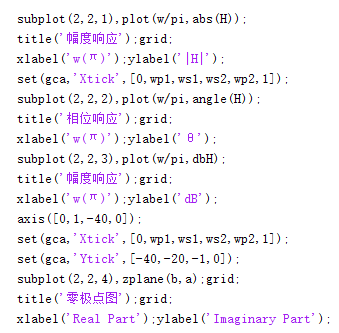 subplot(2,2,1),plot(w/pi,abs(H));
title('幅度响应');grid;
xlabel('w(π)');ylabel('|H|');
set(gca,'Xtick',[0,wp1,ws1,ws2,wp2,1]);
subplot(2,2,2),plot(w/pi,angle(H));
title('相位响应');grid;
xlabel('w(π)');ylabel('θ');
subplot(2,2,3),plot(w/pi,dbH);
title('幅度响应');grid;
xlabel('w(π)');ylabel('dB');
axis([0,1,-40,0]);
set(gca,'Xtick',[0,wp1,ws1,ws2,wp2,1]);
set(gca,'Ytick',[-40,-20,-1,0]);
subplot(2,2,4),zplane(b,a);grid;
title('零极点图');grid;
xlabel('Real Part');ylabel('Imaginary Part');